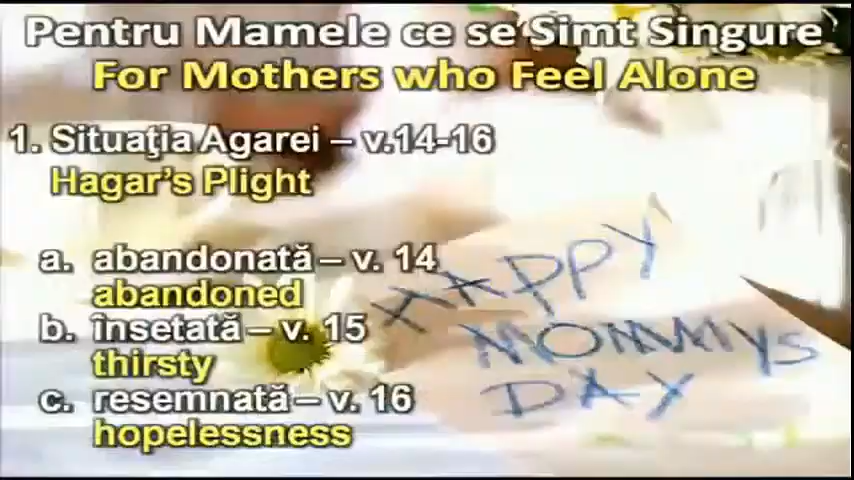 Pentru Mamele ce se Simt Singure
For Mothers who Feel Alone
1. Situaţia Agarei – v.14-16
Hagar's Plight
a. abandonată – v. 14
abandoned
b. însetată – v. 15
thirsty
c. resemnată – v. 16
hopelessness
HAPPY
MOMMYS
DAY